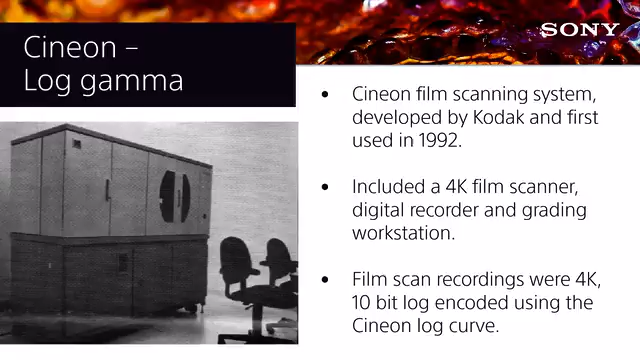 SONY
Cineon –
Log gamma
• Cineon film scanning system,
developed by Kodak and first
used in 1992.
• Included a 4K film scanner,
digital recorder and grading
workstation.
• Film scan recordings were 4K,
10 bit log encoded using the
Cineon log curve.